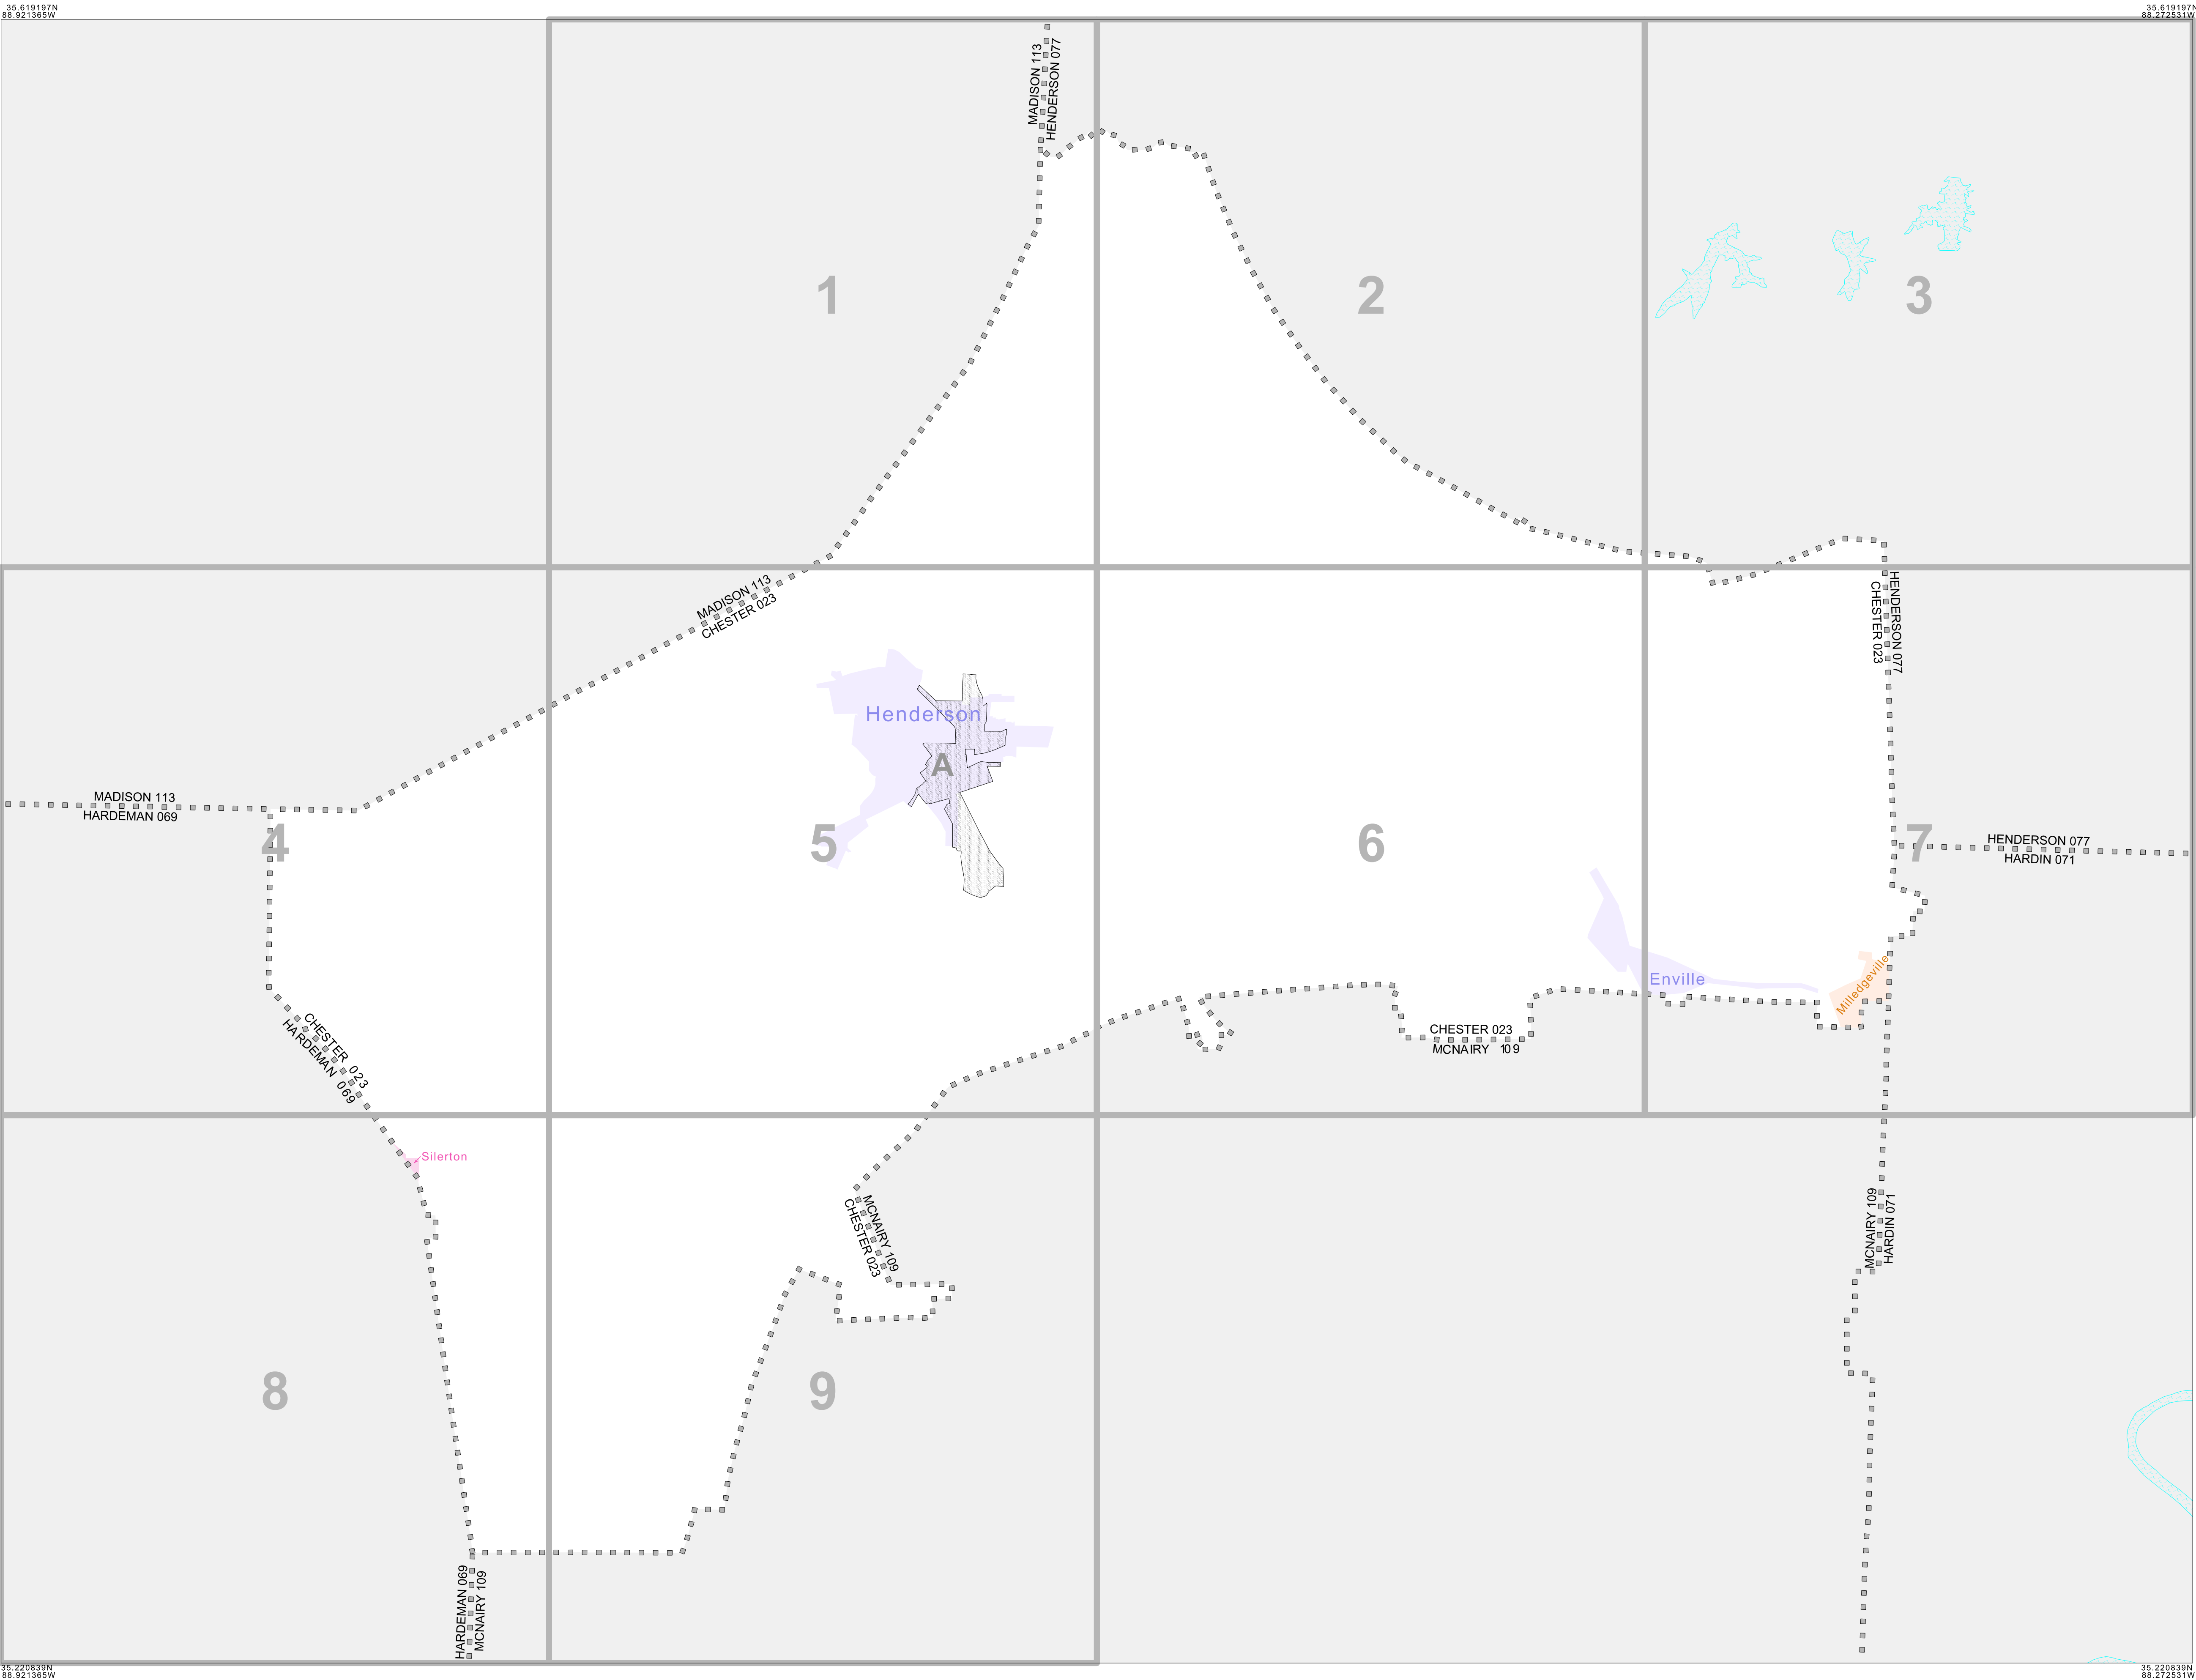 35.619197N
88.921365W
35.619197N
88.272531W
MADISON 113
HENDERSON 077
1
2
3
MADISON 113
CHESTER 023
HENDERSON 077
CHESTER 023
Henderson
A
MADISON 113
HARDEMAN 069
4
5
6
7
HENDERSON 077
HARDIN 071
Enville
Milledgeville
CHESTER 023
HARDEMAN 069
CHESTER 023
MCNAIRY 109
Silerton
MCNAIRY 109
CHESTER 023
MCNAIRY 109
HARDIN 071
8
9
HARDEMAN 069
MCNAIRY 109
35.220839N
88.921365W
35.220839N
88.272531W